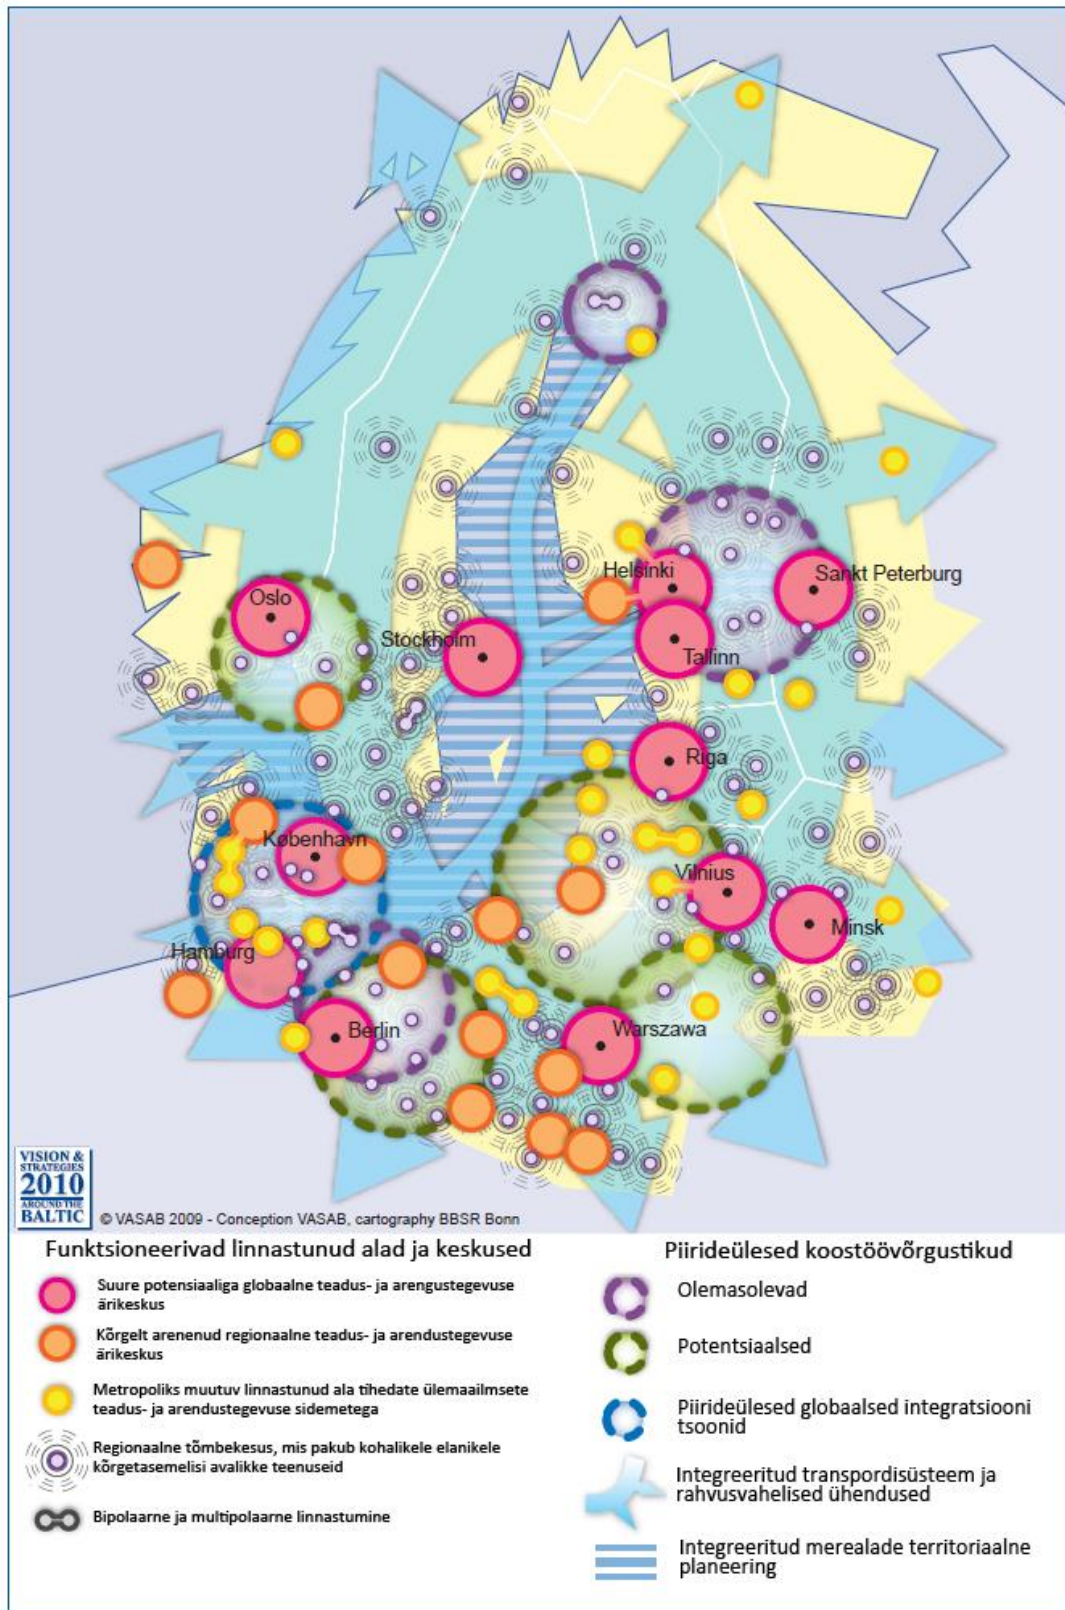 Helsinki
Sankt Peterburg
Oslo
Stockhoim
Tallinn
Riga
København
Vilnius
Minsk
Hamburg
Berlin
Warszawa
VISION &
STRATEGIES
2010
AROUND THE
BALTIC
© VASAB 2009 - Conception VASAB, cartography BBSR Bonn
Funktsioneerivad linnastunud alad ja keskused
Suure potensiaaliga globaalne teadus- ja arengustegevuse
ärikeskus
Kõrgelt arenenud regionaalne teadus- ja arendustegevuse
ärikeskus
Metropoliks muutuv linnastunud ala tihedate ülemaailmsete
teadus- ja arendustegevuse sidemetega
Regionaalne tõmbekesus, mis pakub kohalikele elanikele
kõrgetasemelisi avalikke teenuseid
Bipolaarne ja multipolaarne linnastumine
Piirideülesed koostöövõrgustikud
Olemasolevad
Potentsiaalsed
Piirideülesed globaalsed integratsiooni
tsoonid
Integreeritud transpordisüsteem ja
rahvusvahelised ühendused
Integreeritud merealade territoriaalne
planeering